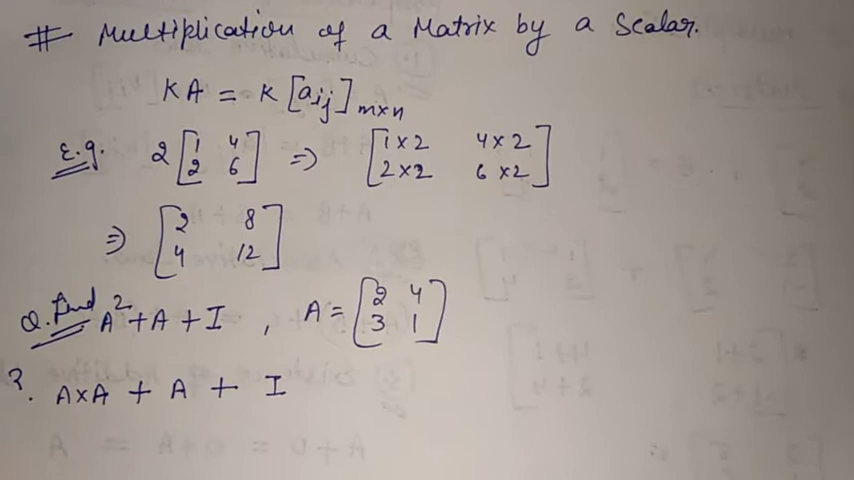 # Multiplication of a Matrix by a Scalar.
KA = K [aij]m×n
E.g. 2 [1 4
2 6] ⇒ [1×2 4×2
2×2 6×2]
⇒ [2 8
4 12]
Q. Find A²+A+I , A = [2 4
3 1]
?. A×A + A + I